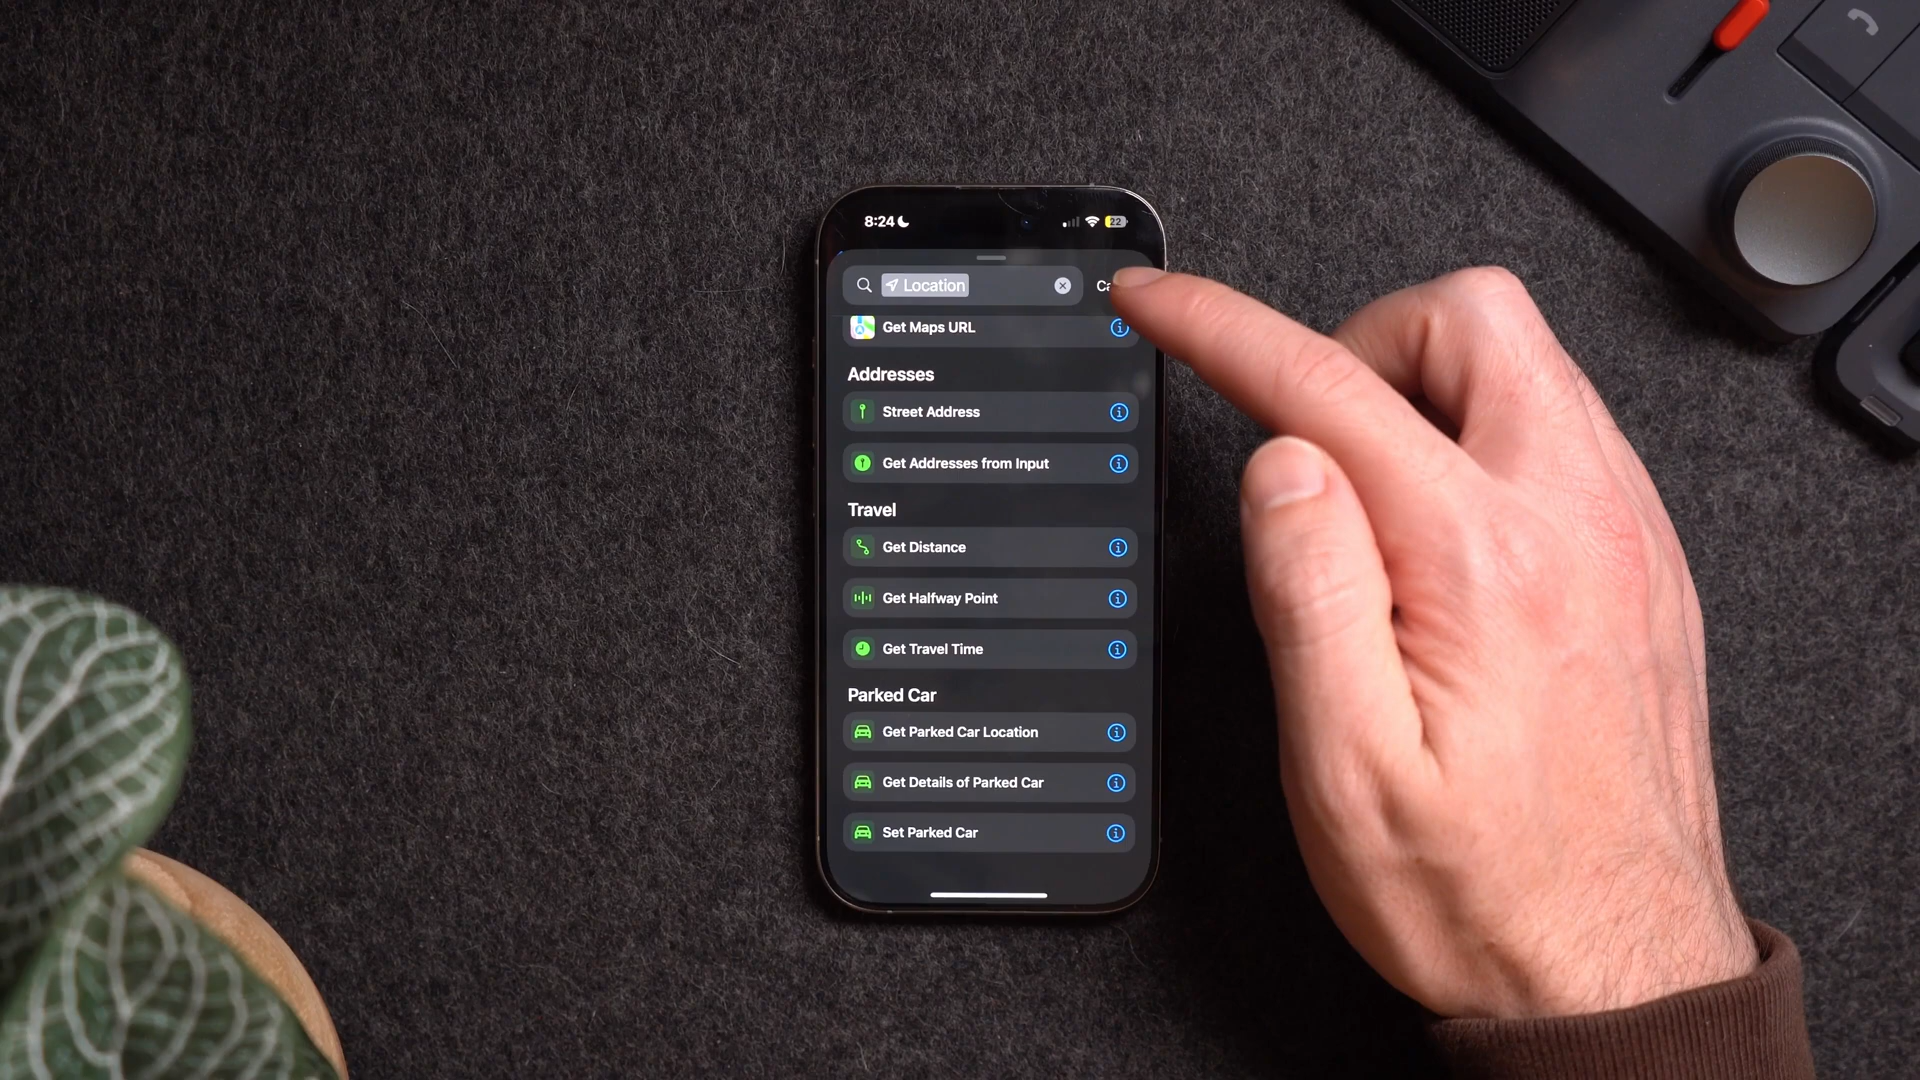 8:24
22
Location
Get Maps URL
Addresses
Street Address
Get Addresses from Input
Travel
Get Distance
Get Halfway Point
Get Travel Time
Parked Car
Get Parked Car Location
Get Details of Parked Car
Set Parked Car